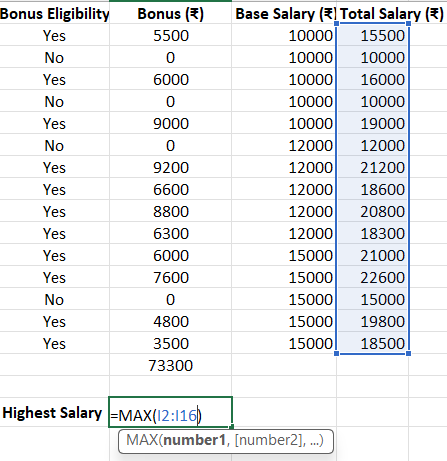 Bonus Eligibility Bonus (₹) Base Salary (₹) Total Salary (₹)
Yes 5500 10000 15500
No 0 10000 10000
Yes 6000 10000 16000
No 0 10000 10000
Yes 9000 10000 19000
No 0 12000 12000
Yes 9200 12000 21200
Yes 6600 12000 18600
Yes 8800 12000 20800
Yes 6300 12000 18300
Yes 6000 15000 21000
Yes 7600 15000 22600
No 0 15000 15000
Yes 4800 15000 19800
Yes 3500 15000 18500
73300
Highest Salary =MAX(I2:I16)
MAX(number1, [number2], ...)